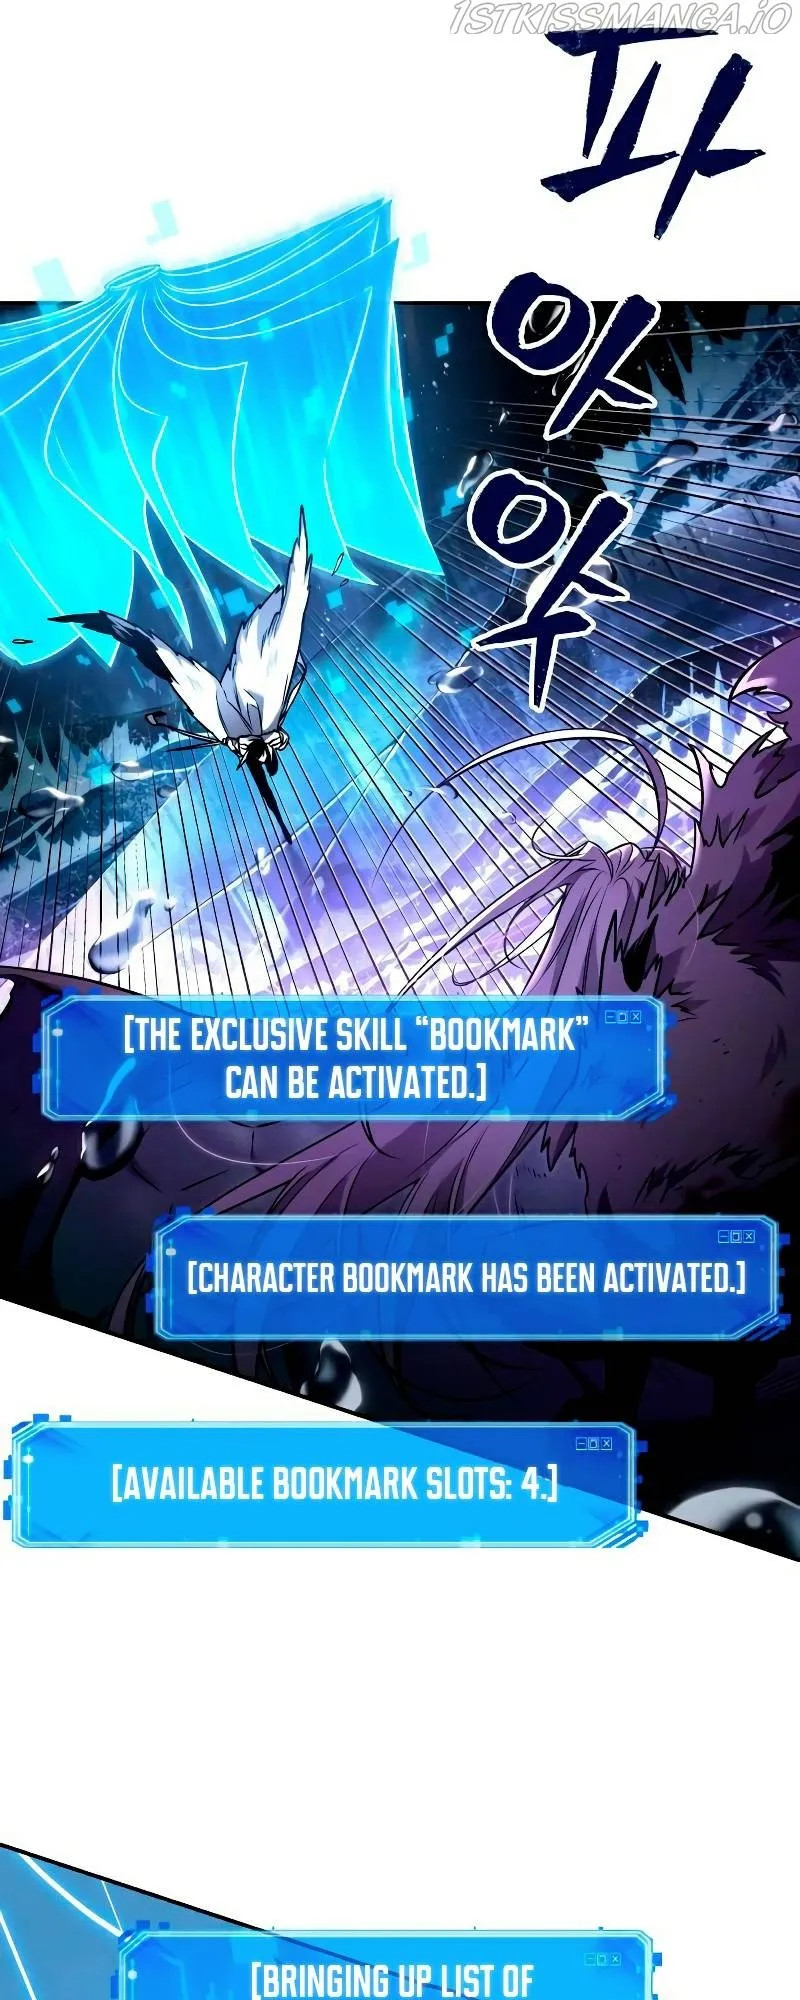 1STKISSMANGA.IO
파
아
아
[THE EXCLUSIVE SKILL “BOOKMARK”
CAN BE ACTIVATED.]
[CHARACTER BOOKMARK HAS BEEN ACTIVATED.]
[AVAILABLE BOOKMARK SLOTS: 4.]
[BRINGING UP LIST OF